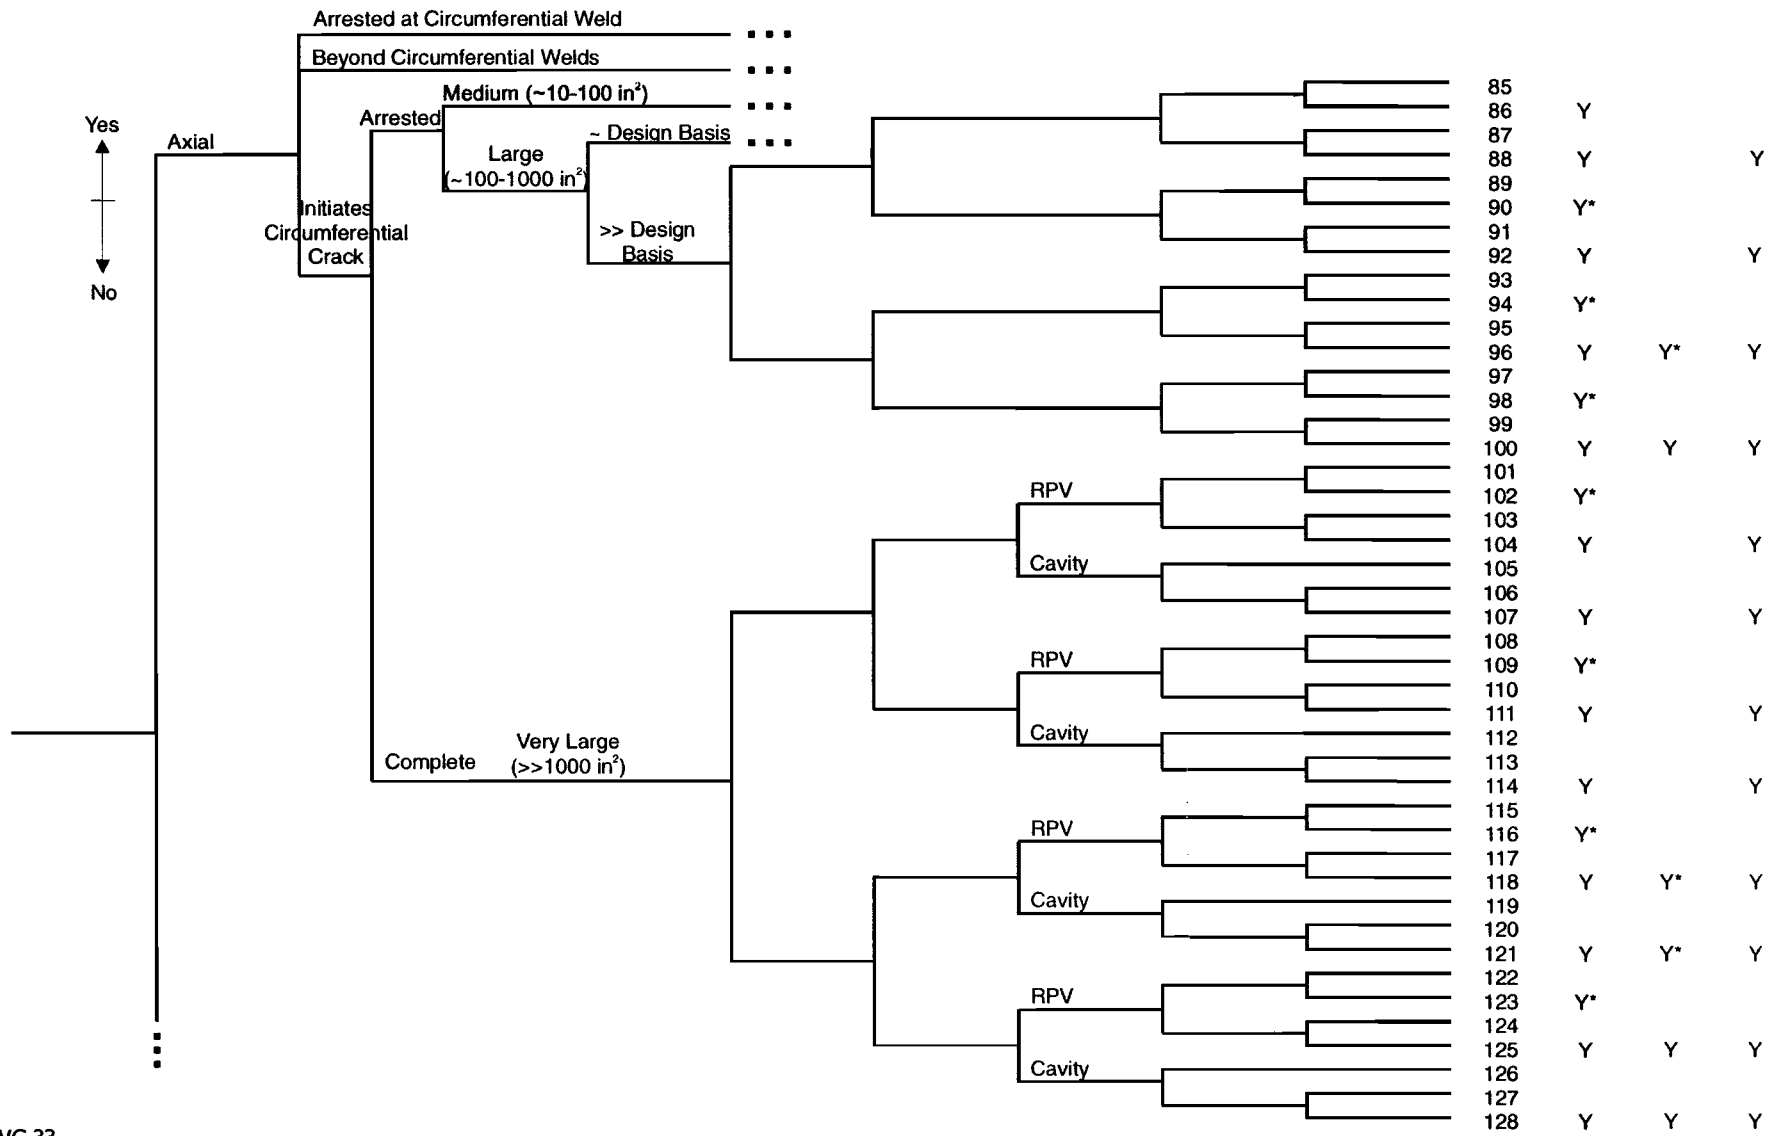 Arrested at Circumferential Weld
Beyond Circumferential Welds
Medium (~10-100 in²)
Arrested
Yes
Axial
~ Design Basis
Large
(~100-1000 in²)
Initiates
Circumferential
Crack
>> Design
Basis
No
85
86 Y
87
88 Y Y
89
90 Y*
91
92 Y Y
93
94 Y*
95
96 Y Y* Y
97
98 Y*
99
100 Y Y Y
101
RPV
102 Y*
103
104 Y Y
Cavity
105
106
107 Y Y
108
RPV
109 Y*
110
111 Y Y
Cavity
112
Very Large
Complete
(>>1000 in²)
113
114 Y Y
115
RPV
116 Y*
117
118 Y Y* Y
Cavity
119
120
121 Y Y* Y
122
RPV
123 Y*
124
125 Y Y Y
Cavity
126
127
128 Y Y Y